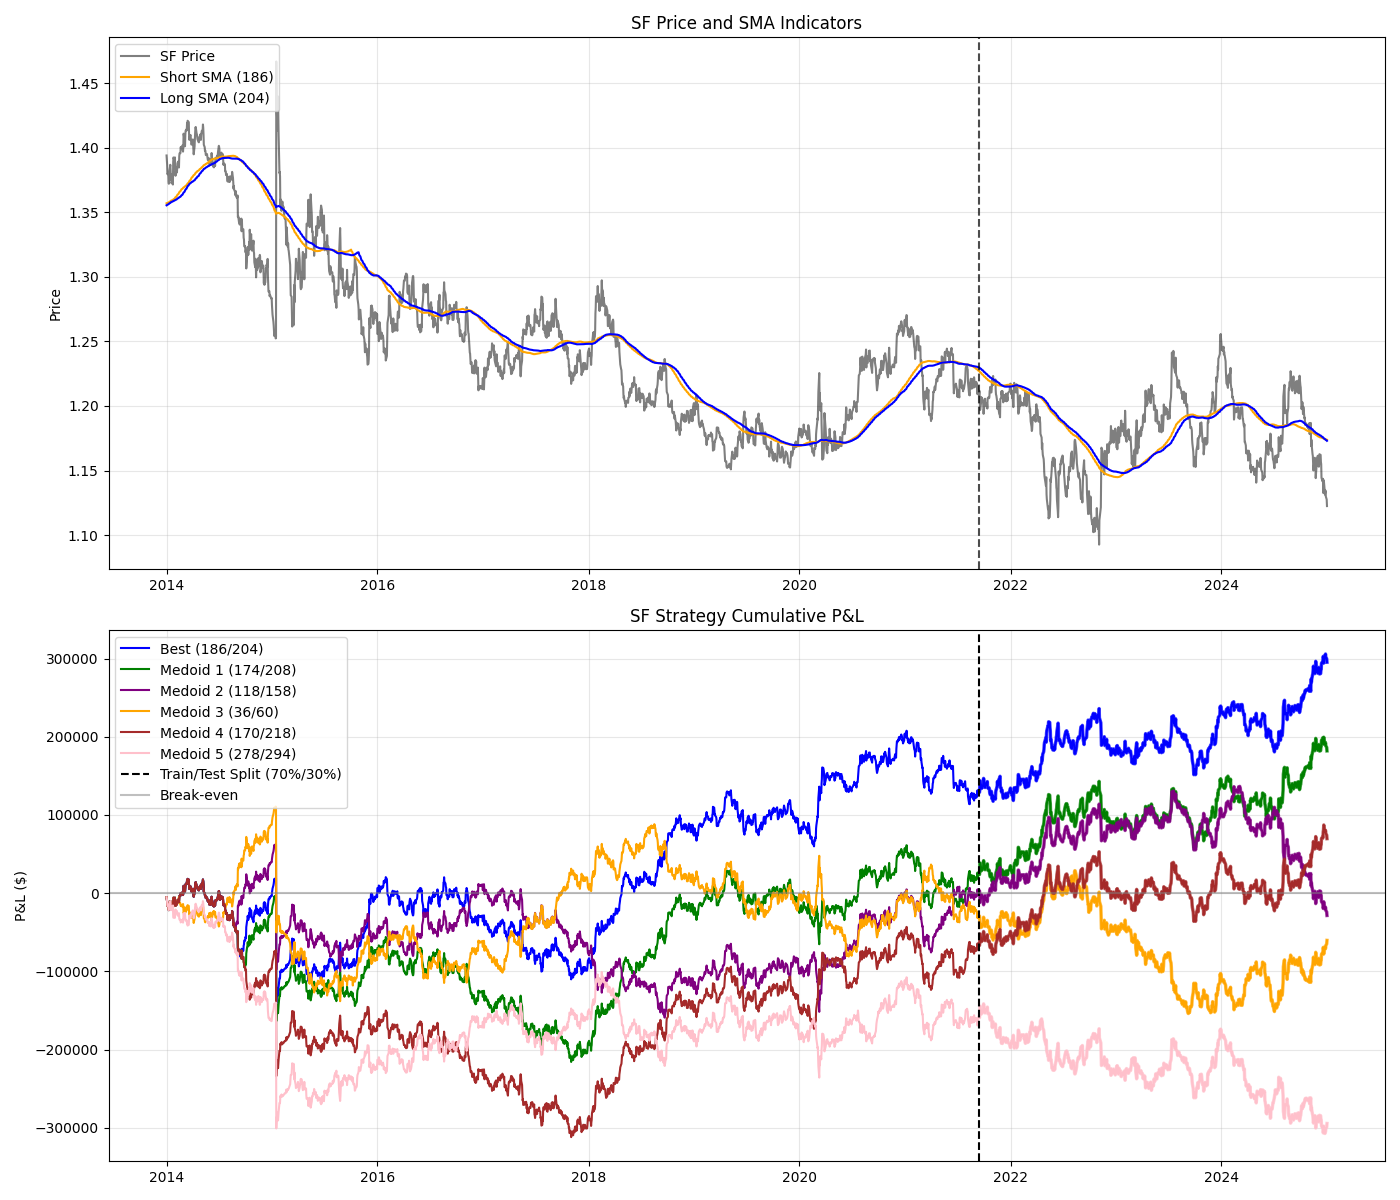 SF Price and SMA Indicators
SF Price
Short SMA (186)
Long SMA (204)
Price
1.45
1.40
1.35
1.30
1.25
1.20
1.15
1.10
2014 2016 2018 2020 2022 2024
SF Strategy Cumulative P&L
Best (186/204)
Medoid 1 (174/208)
Medoid 2 (118/158)
Medoid 3 (36/60)
Medoid 4 (170/218)
Medoid 5 (278/294)
Train/Test Split (70%/30%)
Break-even
P&L ($)
300000
200000
100000
0
−100000
−200000
−300000
2014 2016 2018 2020 2022 2024